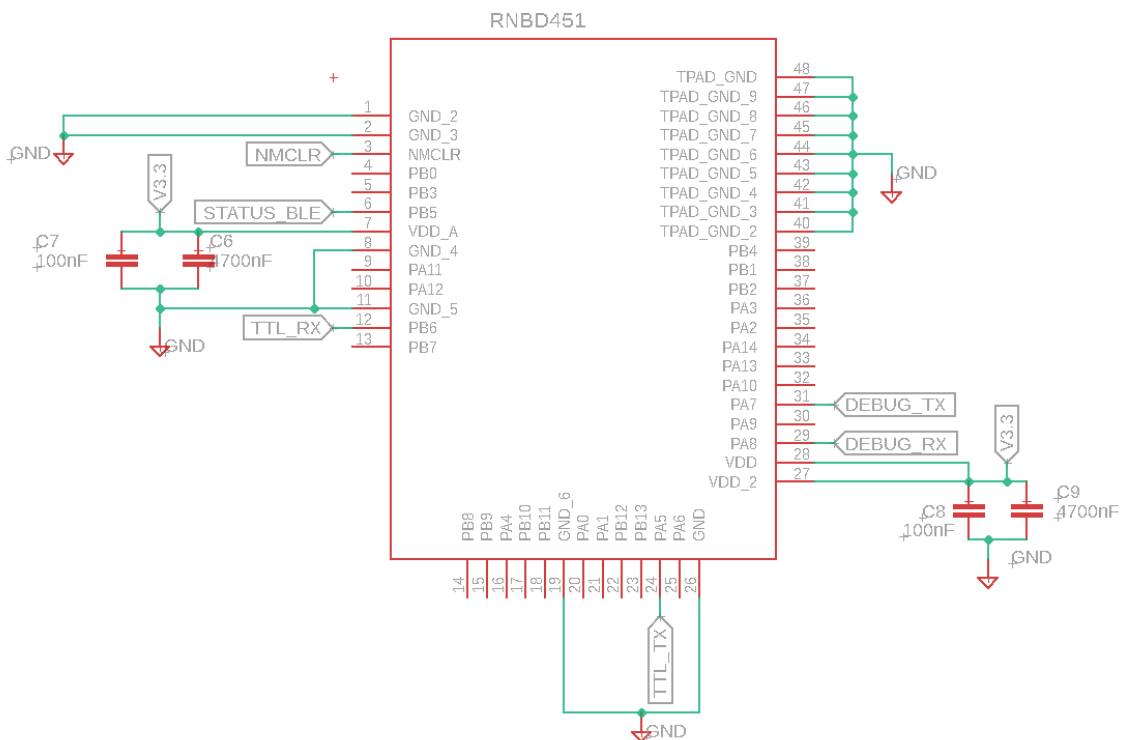 RNBD451
1 GND_2
2 GND_3
3 NMCLR
4 PB0
5 PB3
6 PB5
7 VDD_A
8 GND_4
9 PA11
10 PA12
11 GND_5
12 PB6
13 PB7
GND
NMCLR
V3.3
STATUS_BLE
C7
100nF
C6
4700nF
TTL_RX
GND
TPAD_GND 48
TPAD_GND_9 47
TPAD_GND_8 46
TPAD_GND_7 45
TPAD_GND_6 44
TPAD_GND_5 43
TPAD_GND_4 42
TPAD_GND_3 41
TPAD_GND_2 40
PB4 39
PB1 38
PB2 37
PA3 36
PA2 35
PA14 34
PA13 33
PA10 32
PA7 31
PA9 30
PA8 29
VDD 28
VDD_2 27
GND
DEBUG_TX
DEBUG_RX
V3.3
C8
100nF
C9
4700nF
GND
PB8 14
PB9 15
PA4 16
PB10 17
PB11 18
GND_6 19
PA0 20
PA1 21
PB12 22
PB13 23
PA5 24
PA6 25
GND 26
TTL_TX
GND